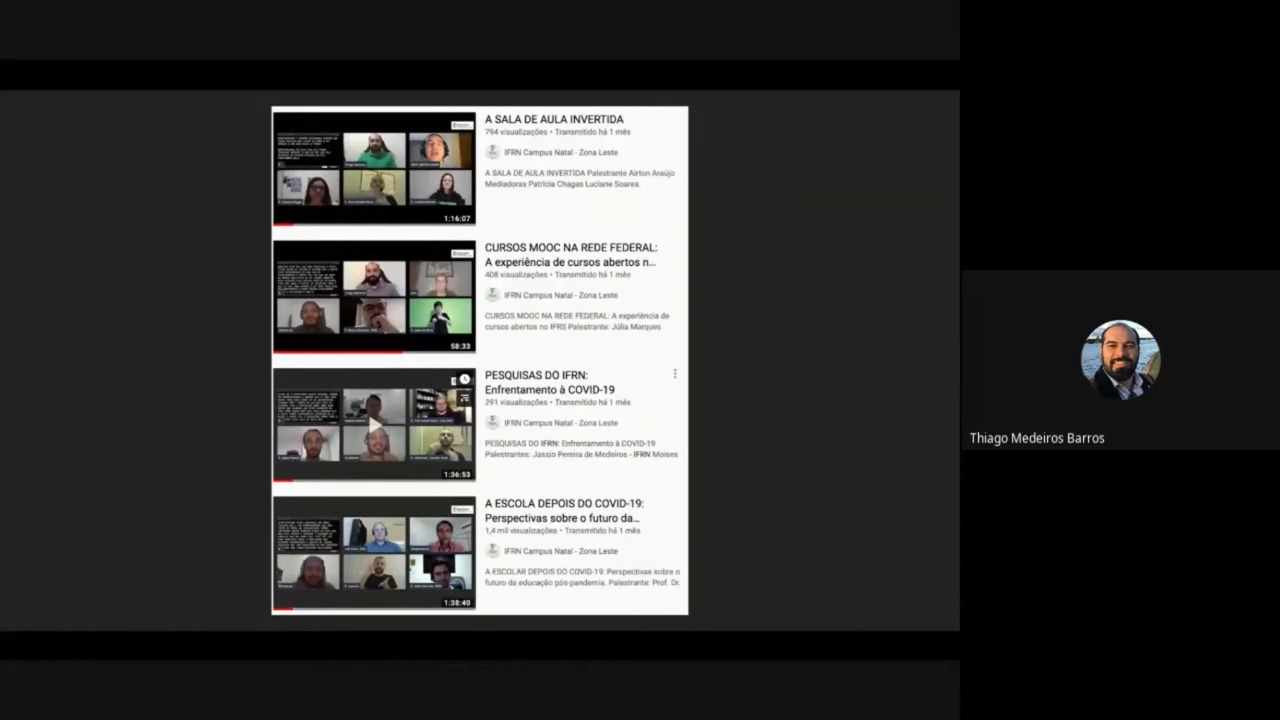 A SALA DE AULA INVERTIDA
794 visualizações • Transmitido há 1 mês
IFRN Campus Natal - Zona Leste
A SALA DE AULA INVERTIDA Palestrante Airton Araújo
Mediadoras Patrícia Chagas Luciane Soares.
1:16:07
CURSOS MOOC NA REDE FEDERAL:
A experiência de cursos abertos n...
408 visualizações • Transmitido há 1 mês
IFRN Campus Natal - Zona Leste
CURSOS MOOC NA REDE FEDERAL: A experiência de
cursos abertos no IFRS Palestrante: Júlia Marques
58:33
PESQUISAS DO IFRN:
Enfrentamento à COVID-19
291 visualizações • Transmitido há 1 mês
IFRN Campus Natal - Zona Leste
PESQUISAS DO IFRN: Enfrentamento à COVID-19
Palestrantes: Jassio Pereira de Medeiros - IFRN Moises
1:36:53
A ESCOLA DEPOIS DO COVID-19:
Perspectivas sobre o futuro da...
1,4 mil visualizações • Transmitido há 1 mês
IFRN Campus Natal - Zona Leste
A ESCOLAR DEPOIS DO COVID-19: Perspectivas sobre o
futuro da educação pós-pandemia. Palestrante: Prof. Dr.
1:38:40
Thiago Medeiros Barros